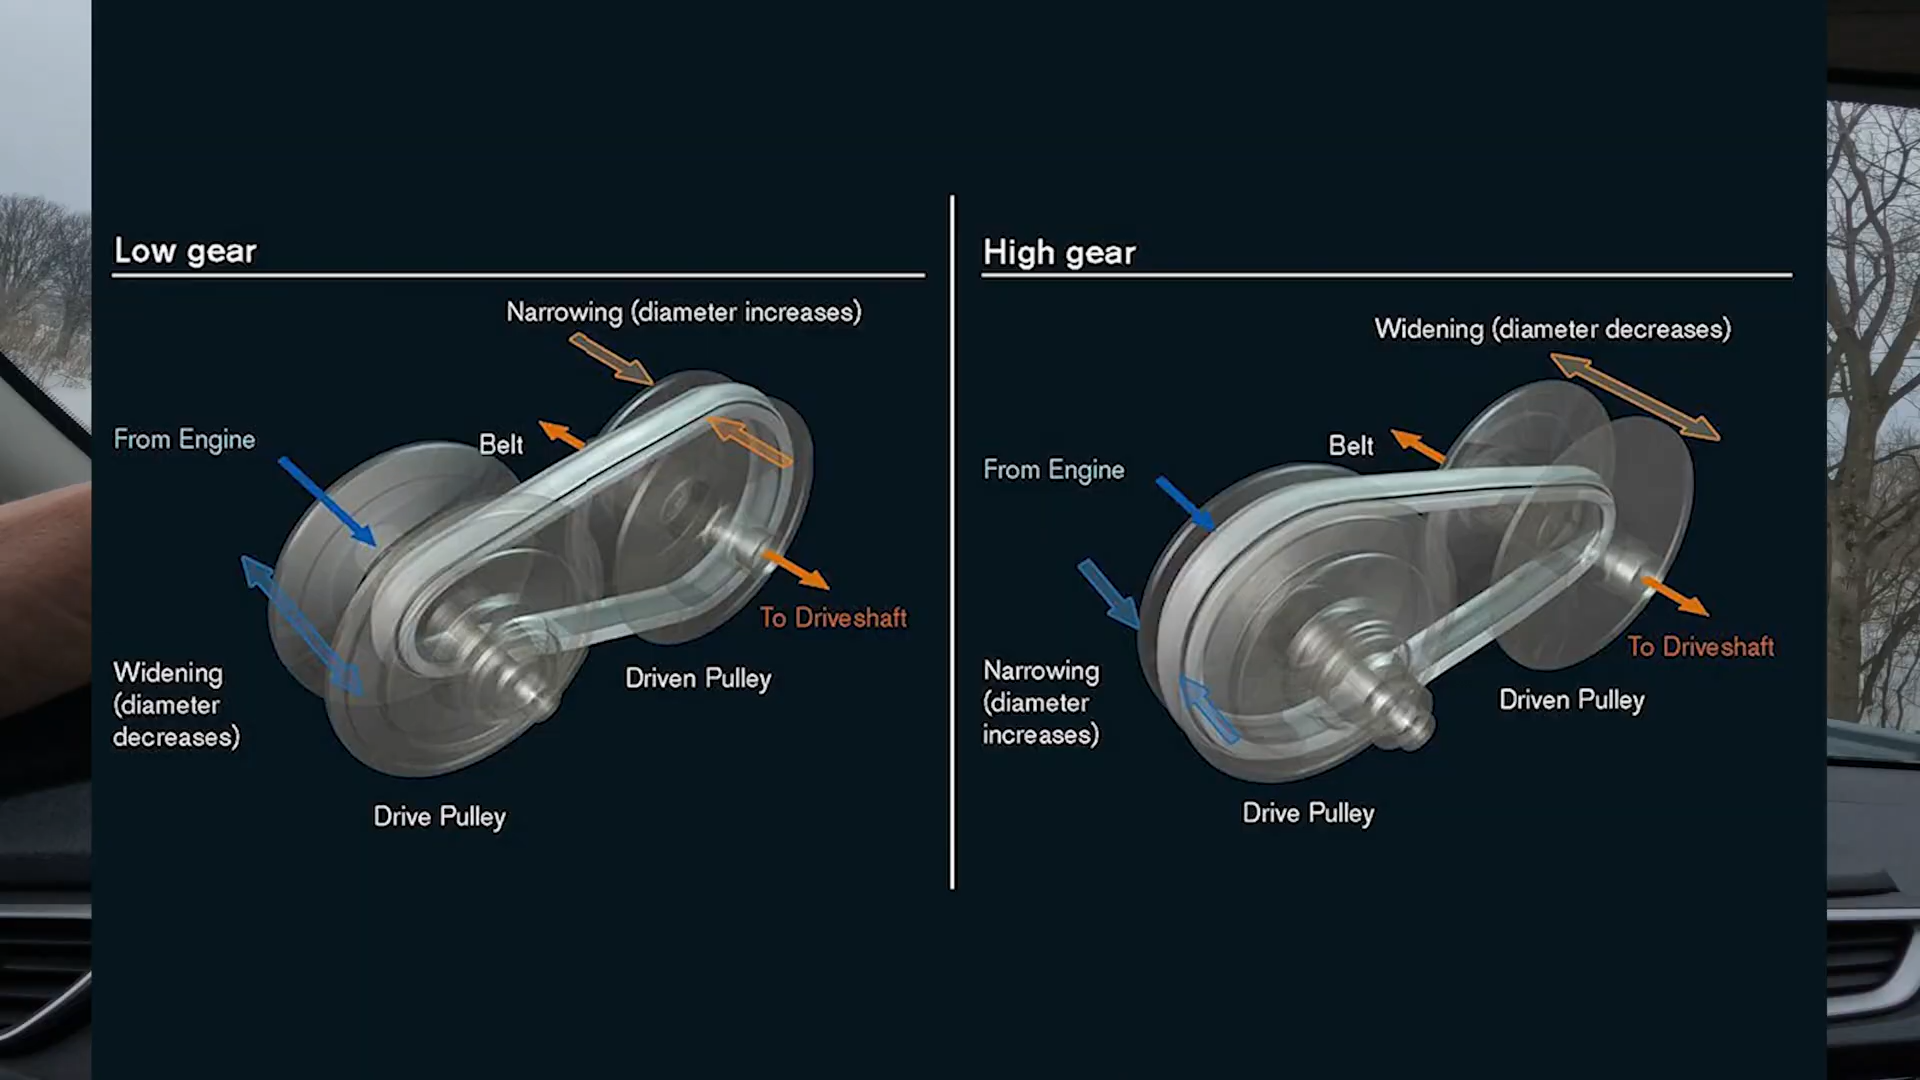 Low gear
Narrowing (diameter increases)
From Engine
Belt
To Driveshaft
Widening
(diameter
decreases)
Driven Pulley
Drive Pulley
High gear
Widening (diameter decreases)
Belt
From Engine
To Driveshaft
Narrowing
(diameter
increases)
Driven Pulley
Drive Pulley